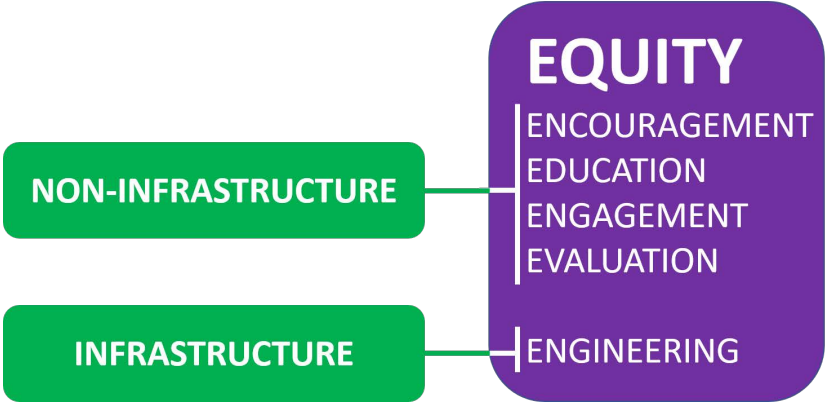 EQUITY
ENCOURAGEMENT
EDUCATION
ENGAGEMENT
EVALUATION
NON-INFRASTRUCTURE
INFRASTRUCTURE
ENGINEERING